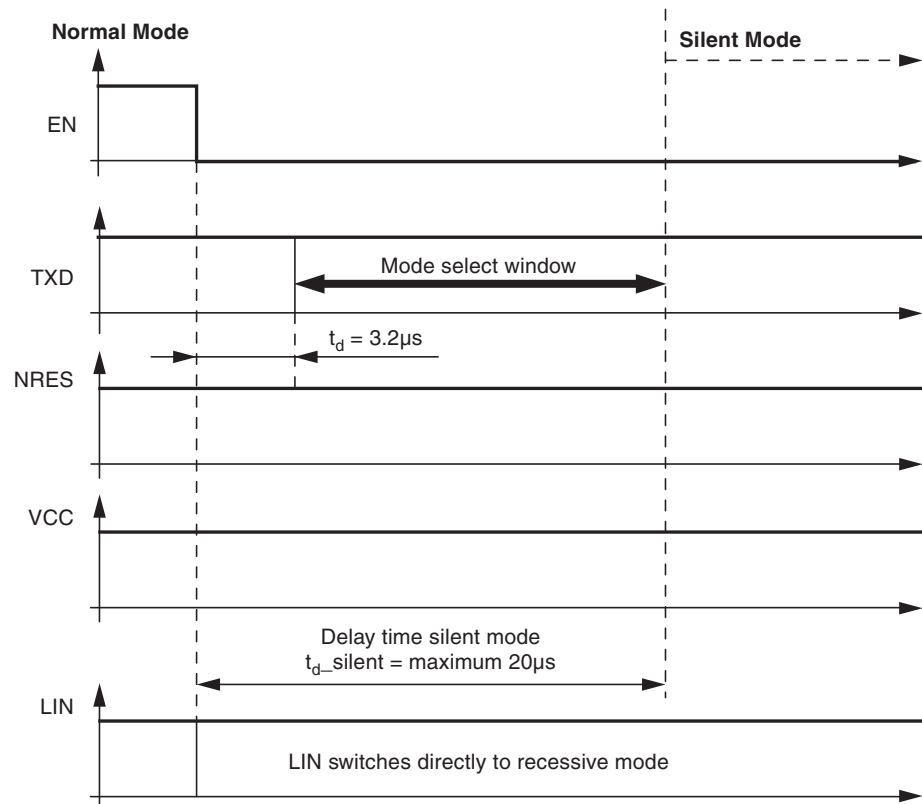 Normal Mode
Silent Mode
EN
TXD
Mode select window
t_d = 3.2µs
NRES
VCC
Delay time silent mode
t_d_silent = maximum 20µs
LIN
LIN switches directly to recessive mode